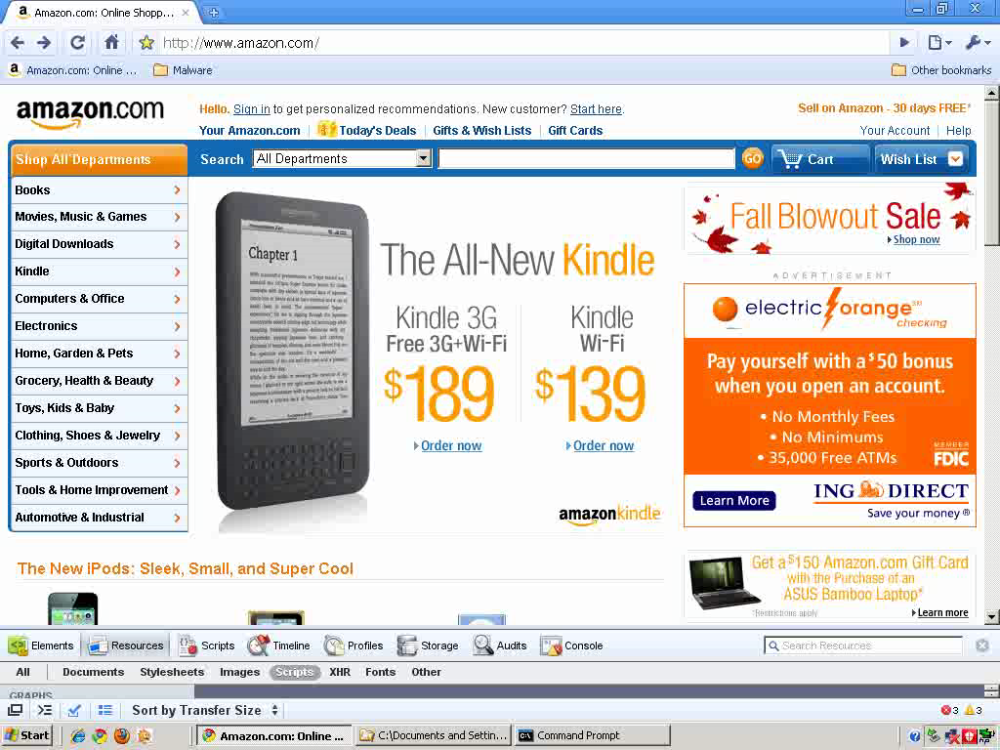 Amazon.com: Online Shopp...
http://www.amazon.com/
Amazon.com: Online ...
Malware
Other bookmarks
amazon.com
Hello. Sign in to get personalized recommendations. New customer? Start here.
Sell on Amazon - 30 days FREE*
Your Amazon.com
Today's Deals
Gifts & Wish Lists
Gift Cards
Your Account
Help
Shop All Departments
Search
All Departments
GO
Cart
Wish List
Books
Movies, Music & Games
Digital Downloads
Kindle
Computers & Office
Electronics
Home, Garden & Pets
Grocery, Health & Beauty
Toys, Kids & Baby
Clothing, Shoes & Jewelry
Sports & Outdoors
Tools & Home Improvement
Automotive & Industrial
Chapter 1
The All-New Kindle
Kindle 3G
Free 3G+Wi-Fi
$189
Order now
Kindle
Wi-Fi
$139
Order now
amazonkindle
Fall Blowout Sale
Shop now
ADVERTISEMENT
electric orange℠
checking
Pay yourself with a $50 bonus
when you open an account.
• No Monthly Fees
• No Minimums
• 35,000 Free ATMs
MEMBER
FDIC
Learn More
ING DIRECT
Save your money ®
Get a $150 Amazon.com Gift Card
with the Purchase of an
ASUS Bamboo Laptop*
*Restrictions apply
Learn more
The New iPods: Sleek, Small, and Super Cool
Elements
Resources
Scripts
Timeline
Profiles
Storage
Audits
Console
Search Resources
All
Documents
Stylesheets
Images
Scripts
XHR
Fonts
Other
GRAPHS
Sort by Transfer Size
3
3
Start
Amazon.com: Online ...
C:\Documents and Settin...
Command Prompt